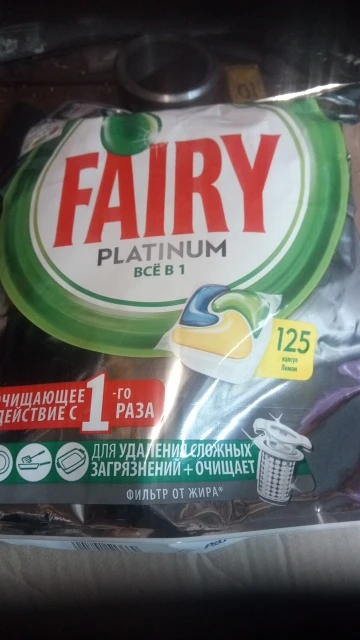 FAIRY
PLATINUM
ВСЁ В 1
125
капсул
Лимон
ОЧИЩАЮЩЕЕ
ДЕЙСТВИЕ С 1-го РАЗА
ДЛЯ УДАЛЕНИЯ СЛОЖНЫХ
ЗАГРЯЗНЕНИЙ + ОЧИЩАЕТ
ФИЛЬТР ОТ ЖИРА*